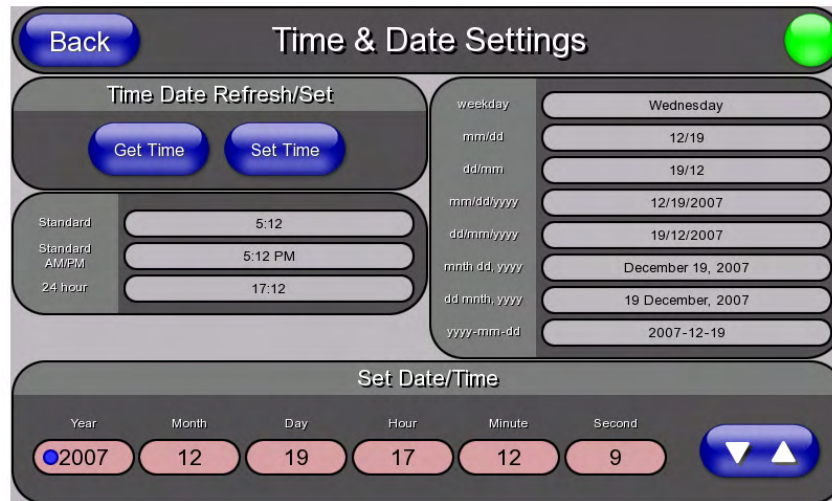 Back
Time & Date Settings
Time Date Refresh/Set
Get Time
Set Time
Standard
5:12
Standard
AM/PM
5:12 PM
24 hour
17:12
weekday
Wednesday
mm/dd
12/19
dd/mm
19/12
mm/dd/yyyy
12/19/2007
dd/mm/yyyy
19/12/2007
mnth dd, yyyy
December 19, 2007
dd mnth, yyyy
19 December, 2007
yyyy-mm-dd
2007-12-19
Set Date/Time
Year
Month
Day
Hour
Minute
Second
2007
12
19
17
12
9